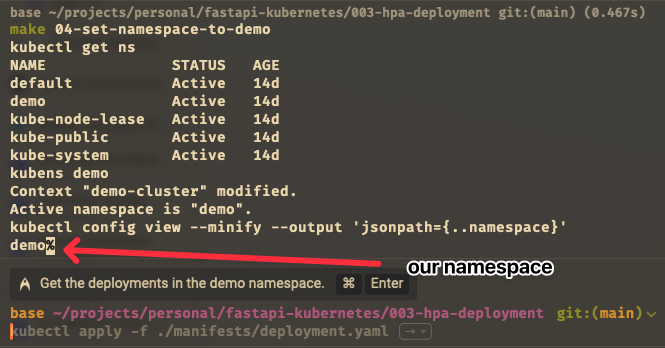 base ~/projects/personal/fastapi-kubernetes/003-hpa-deployment git:(main) (0.467s)
make 04-set-namespace-to-demo
kubectl get ns
NAME STATUS AGE
default Active 14d
demo Active 14d
kube-node-lease Active 14d
kube-public Active 14d
kube-system Active 14d
kubens demo
Context "demo-cluster" modified.
Active namespace is "demo".
kubectl config view --minify --output 'jsonpath={..namespace}'
demo%
our namespace
Get the deployments in the demo namespace. ⌘ Enter
base ~/projects/personal/fastapi-kubernetes/003-hpa-deployment git:(main)
kubectl apply -f ./manifests/deployment.yaml